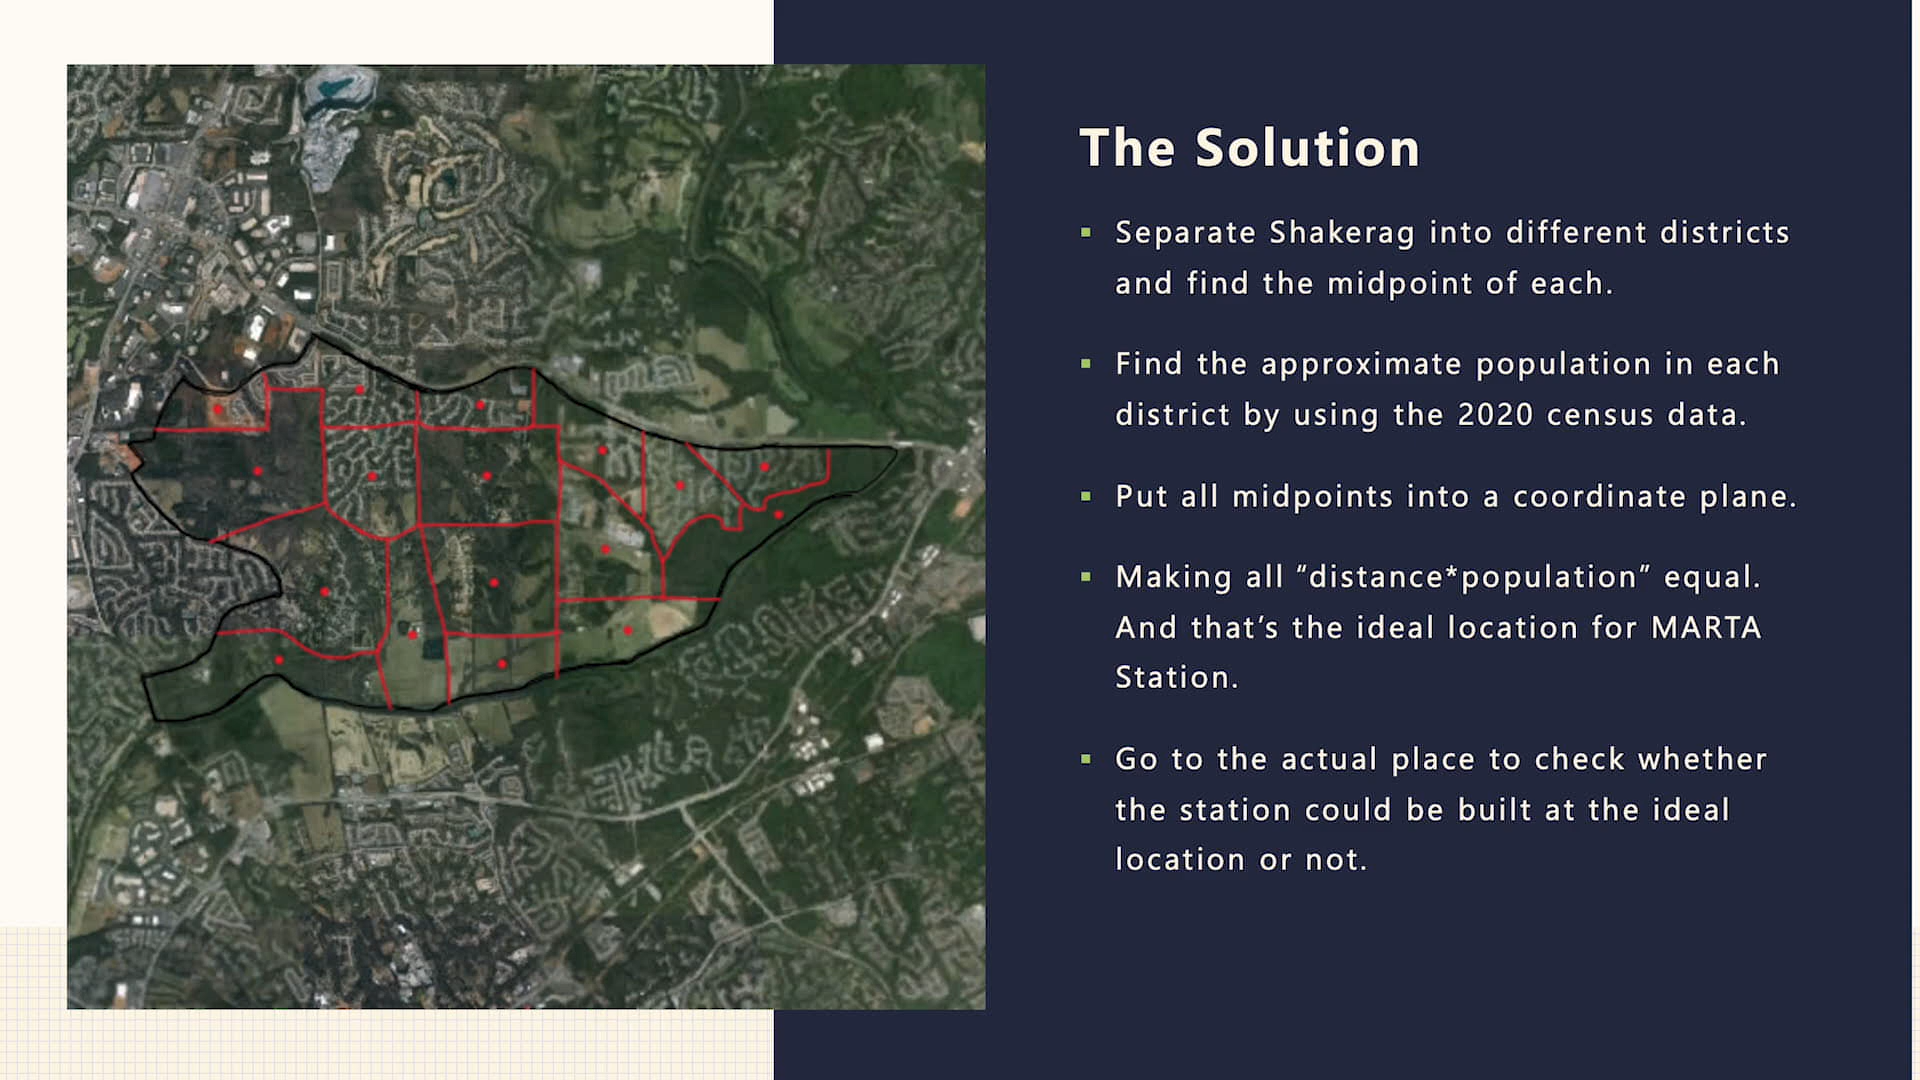 The Solution
▪ Separate Shakerag into different districts
and find the midpoint of each.
▪ Find the approximate population in each
district by using the 2020 census data.
▪ Put all midpoints into a coordinate plane.
▪ Making all “distance*population” equal.
And that’s the ideal location for MARTA
Station.
▪ Go to the actual place to check whether
the station could be built at the ideal
location or not.